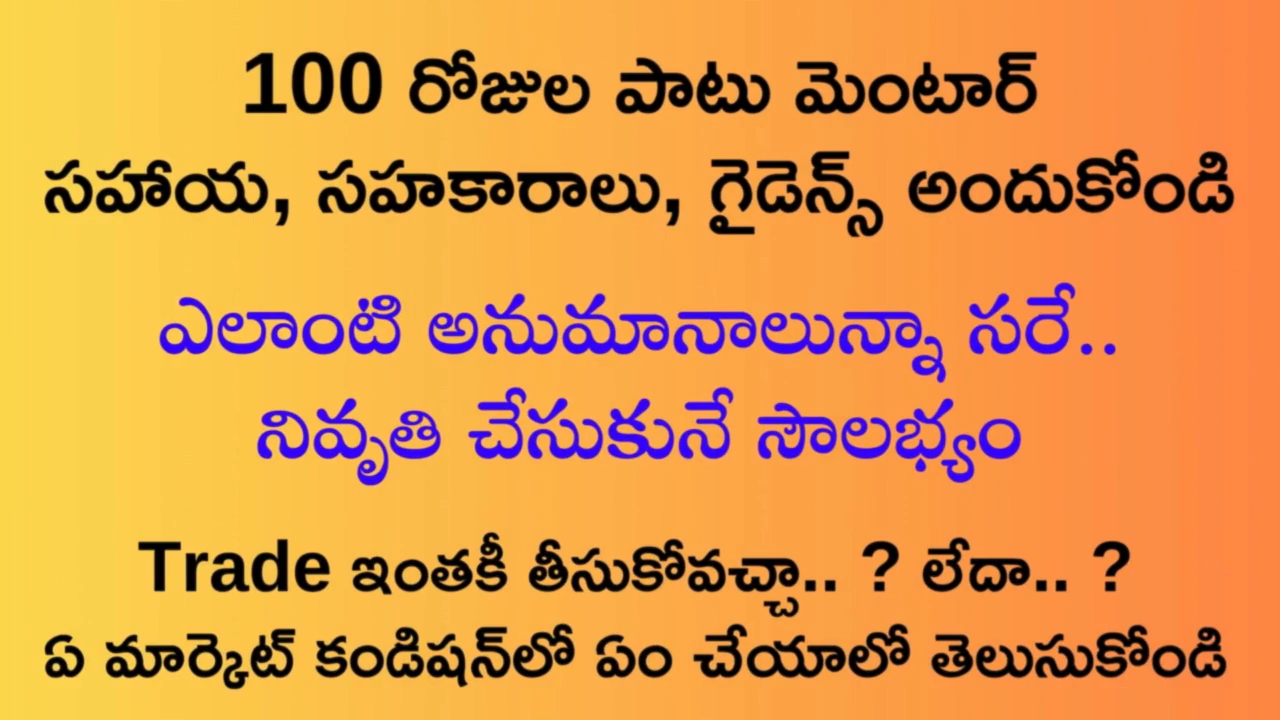 100 రోజుల పాటు మెంటార్
సహాయ, సహకారాలు, గైడెన్స్ అందుకోండి
ఎలాంటి అనుమానాలున్నా సరే..
నివృతి చేసుకునే సౌలభ్యం
Trade ఇంతకీ తీసుకోవచ్చా.. ? లేదా.. ?
ఏ మార్కెట్ కండిషన్‌లో ఏం చేయాలో తెలుసుకోండి